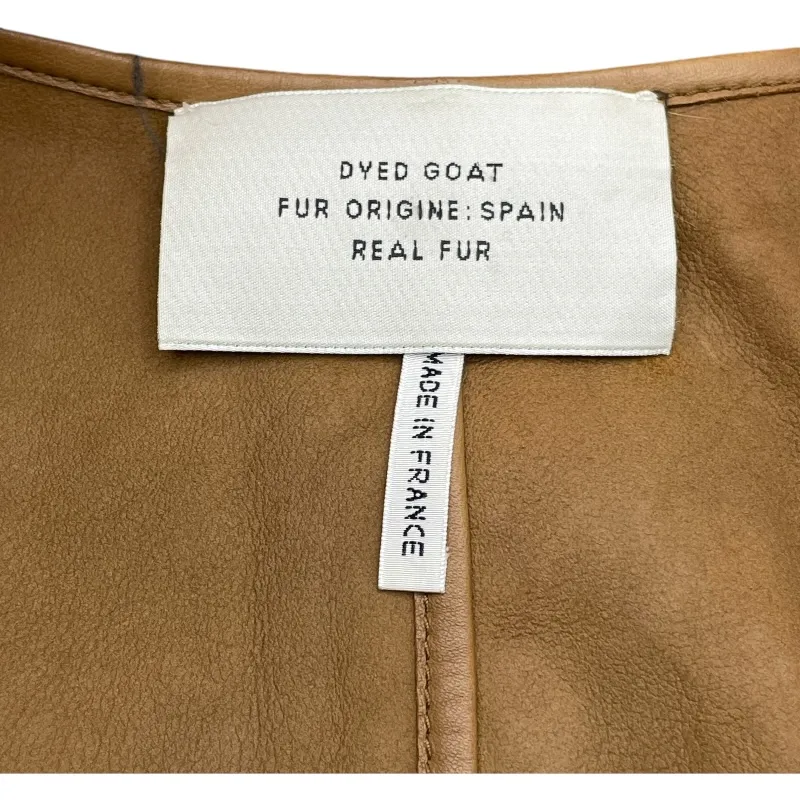 DYED GOAT
FUR ORIGINE: SPAIN
REAL FUR
MADE IN FRANCE